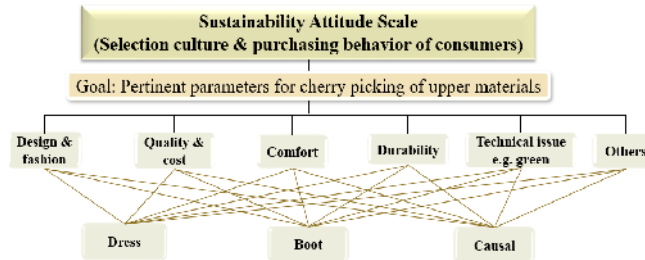 Sustainability Attitude Scale
(Selection culture & purchasing behavior of consumers)
Goal: Pertinent parameters for cherry picking of upper materials
Design &
fashion
Quality &
cost
Comfort
Durability
Technical issue
e.g. green
Others
Dress
Boot
Causal